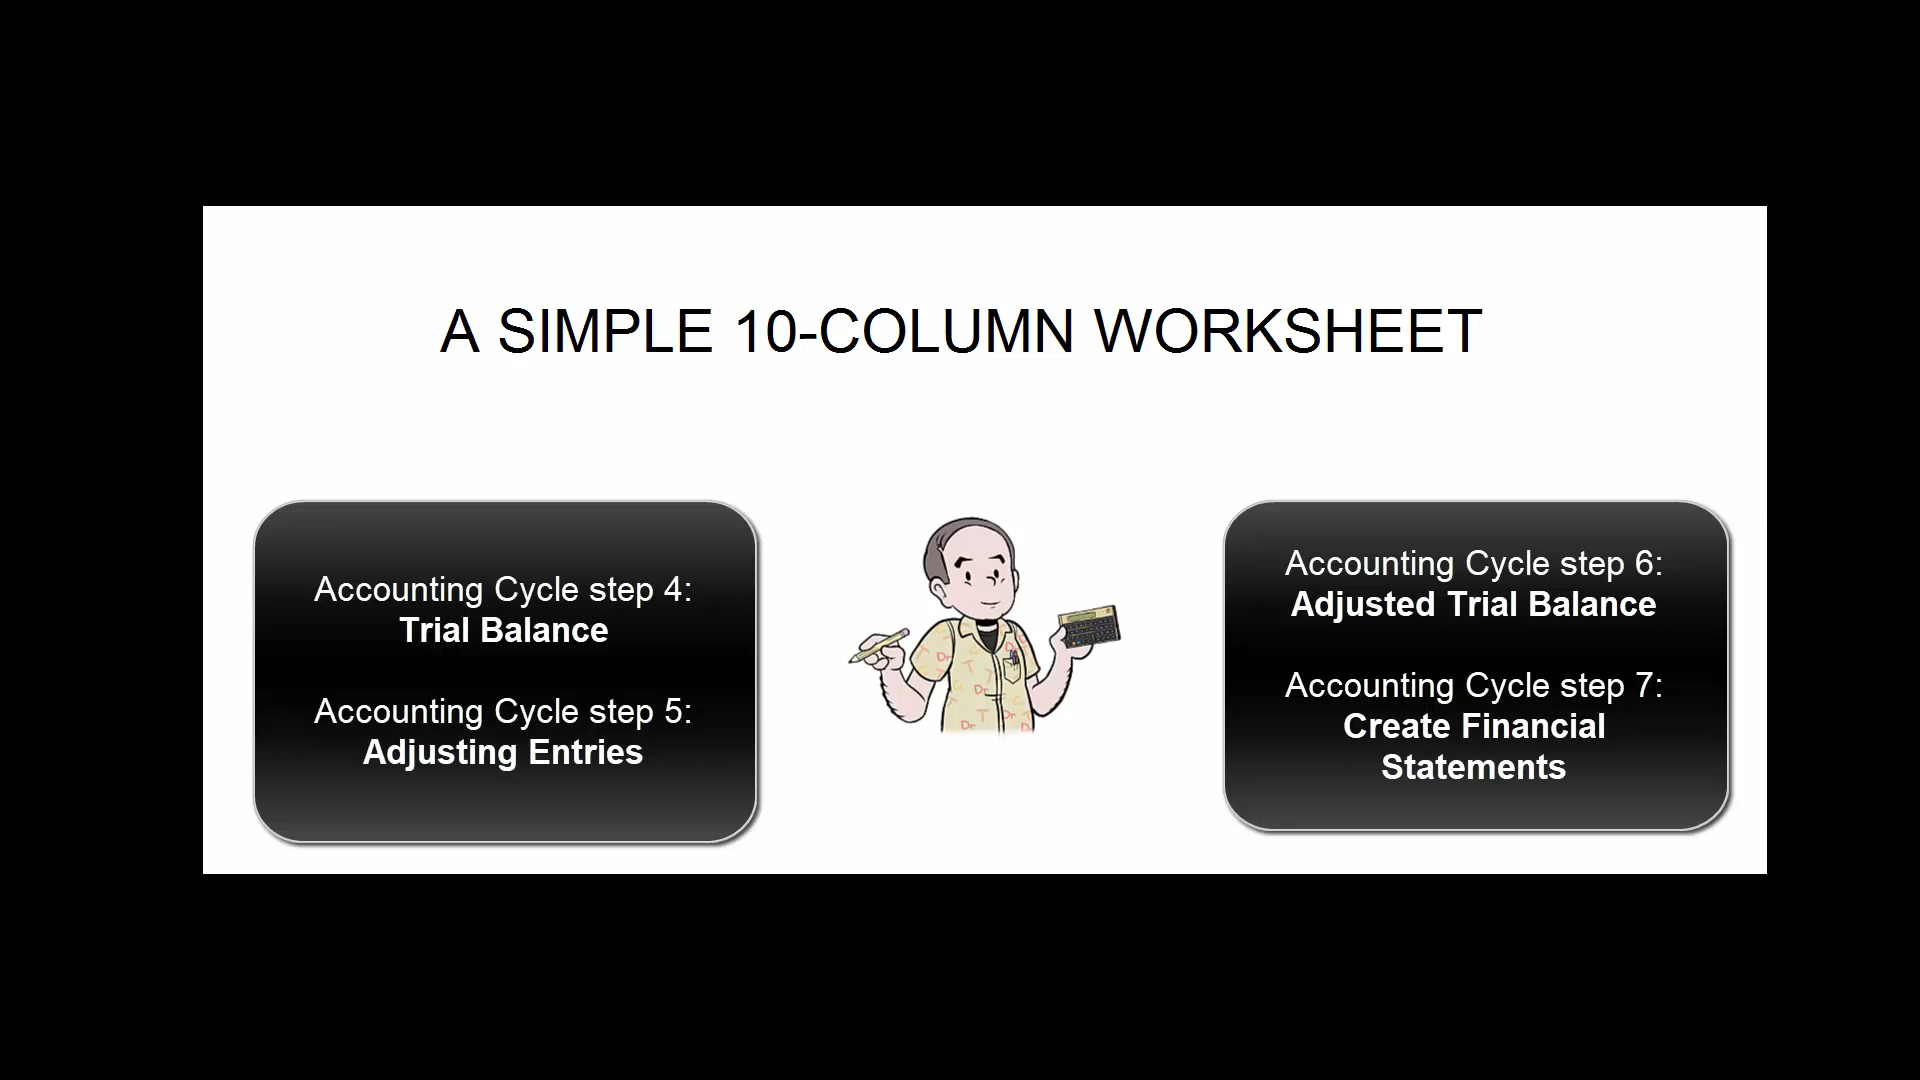 A SIMPLE 10-COLUMN WORKSHEET
Accounting Cycle step 4:
Trial Balance
Accounting Cycle step 5:
Adjusting Entries
Accounting Cycle step 6:
Adjusted Trial Balance
Accounting Cycle step 7:
Create Financial
Statements